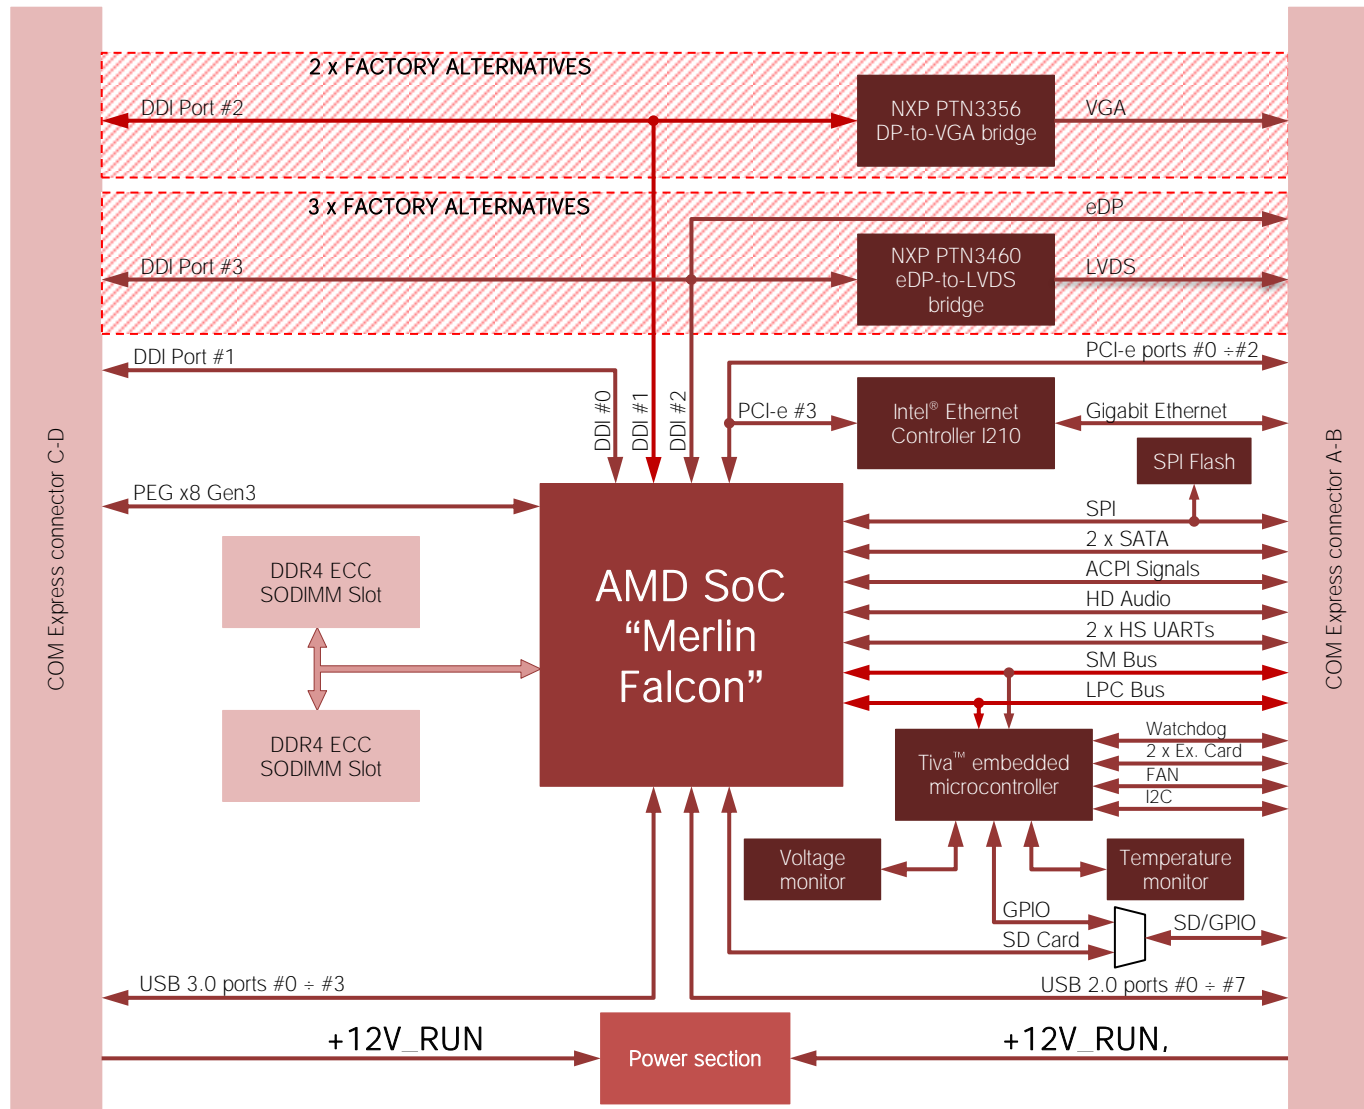 2 x FACTORY ALTERNATIVES
DDI Port #2
NXP PTN3356
DP-to-VGA bridge
VGA
3 x FACTORY ALTERNATIVES
eDP
DDI Port #3
NXP PTN3460
eDP-to-LVDS
bridge
LVDS
DDI Port #1
PCI-e ports #0 ÷#2
DDI #0
DDI #1
DDI #2
PCI-e #3
Intel® Ethernet
Controller I210
Gigabit Ethernet
SPI Flash
COM Express connector C-D
COM Express connector A-B
PEG x8 Gen3
SPI
2 x SATA
ACPI Signals
HD Audio
2 x HS UARTs
SM Bus
LPC Bus
DDR4 ECC
SODIMM Slot
DDR4 ECC
SODIMM Slot
AMD SoC
“Merlin
Falcon”
Tiva™ embedded
microcontroller
Watchdog
2 x Ex. Card
FAN
I2C
Voltage
monitor
Temperature
monitor
GPIO
SD Card
SD/GPIO
USB 3.0 ports #0 ÷ #3
USB 2.0 ports #0 ÷ #7
+12V_RUN
Power section
+12V_RUN,